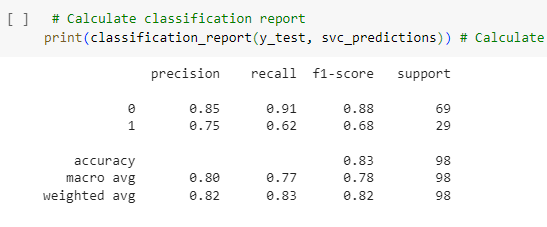 [ ] # Calculate classification report
print(classification_report(y_test, svc_predictions)) # Calculate
precision recall f1-score support
0 0.85 0.91 0.88 69
1 0.75 0.62 0.68 29
accuracy 0.83 98
macro avg 0.80 0.77 0.78 98
weighted avg 0.82 0.83 0.82 98